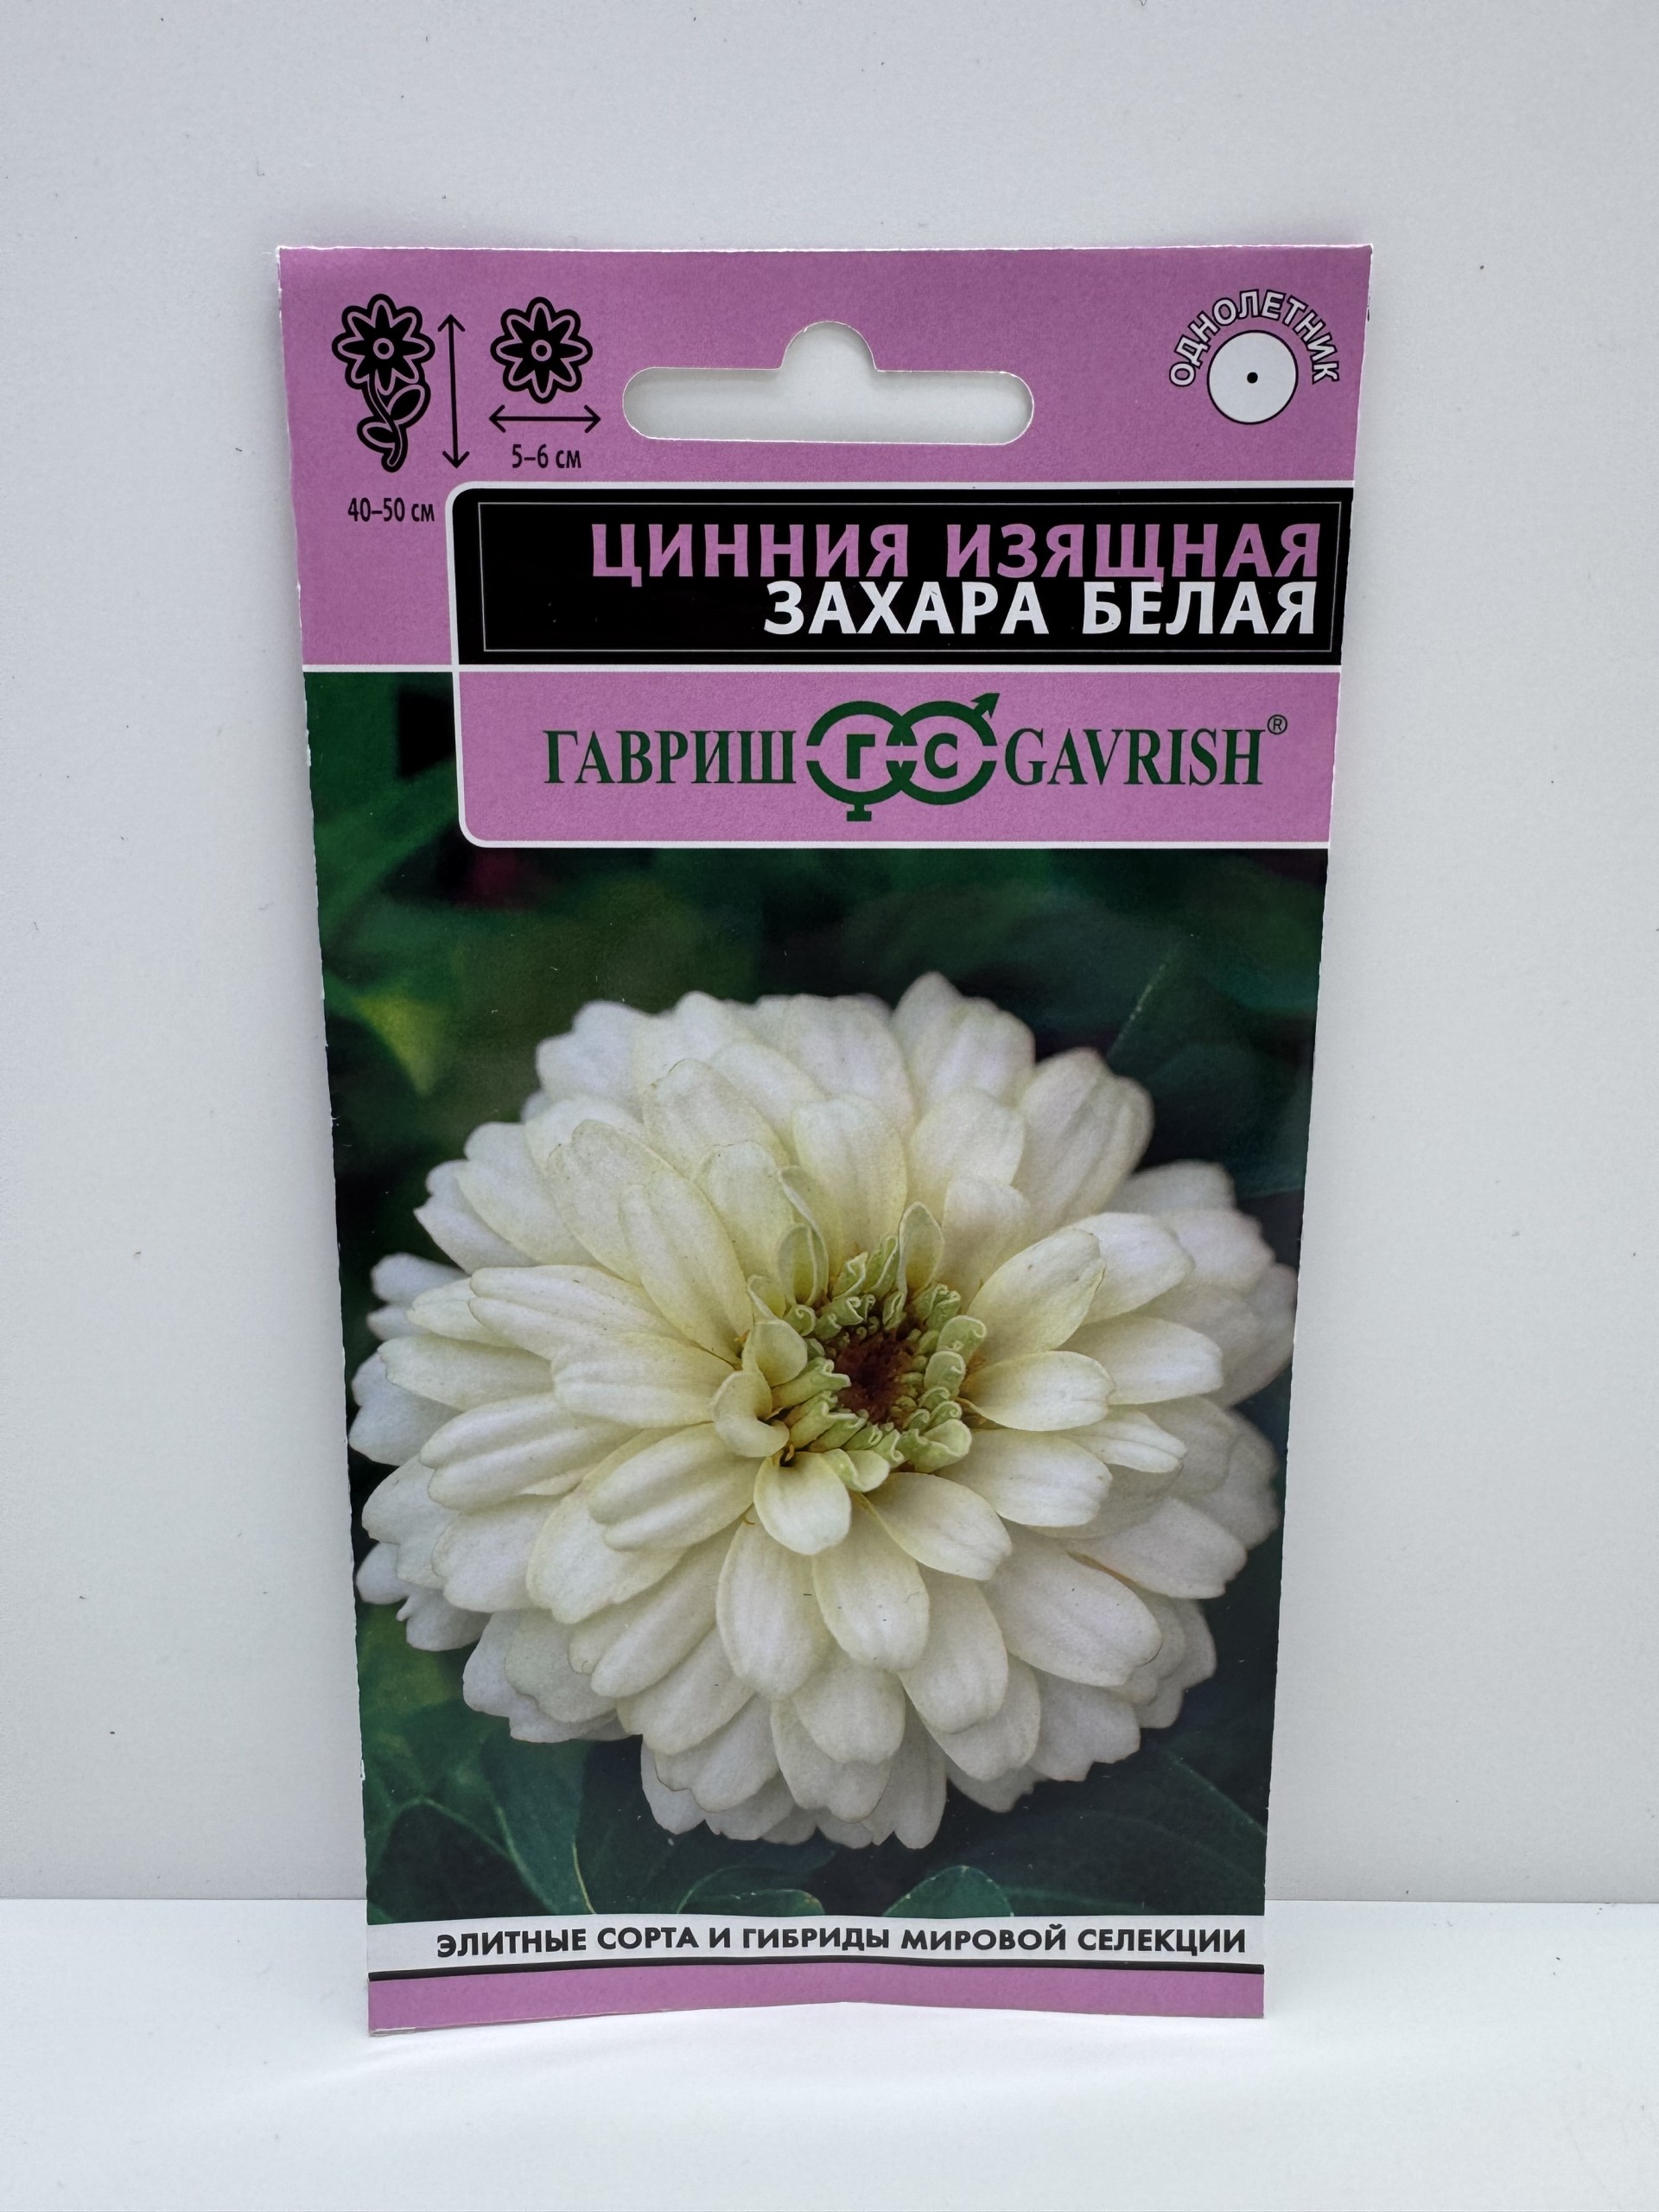 ОДНОЛЕТНИК
5–6 см
40–50 см
ЦИННИЯ ИЗЯЩНАЯ
ЗАХАРА БЕЛАЯ
ГАВРИШ ГС GAVRISH®
ЭЛИТНЫЕ СОРТА И ГИБРИДЫ МИРОВОЙ СЕЛЕКЦИИ